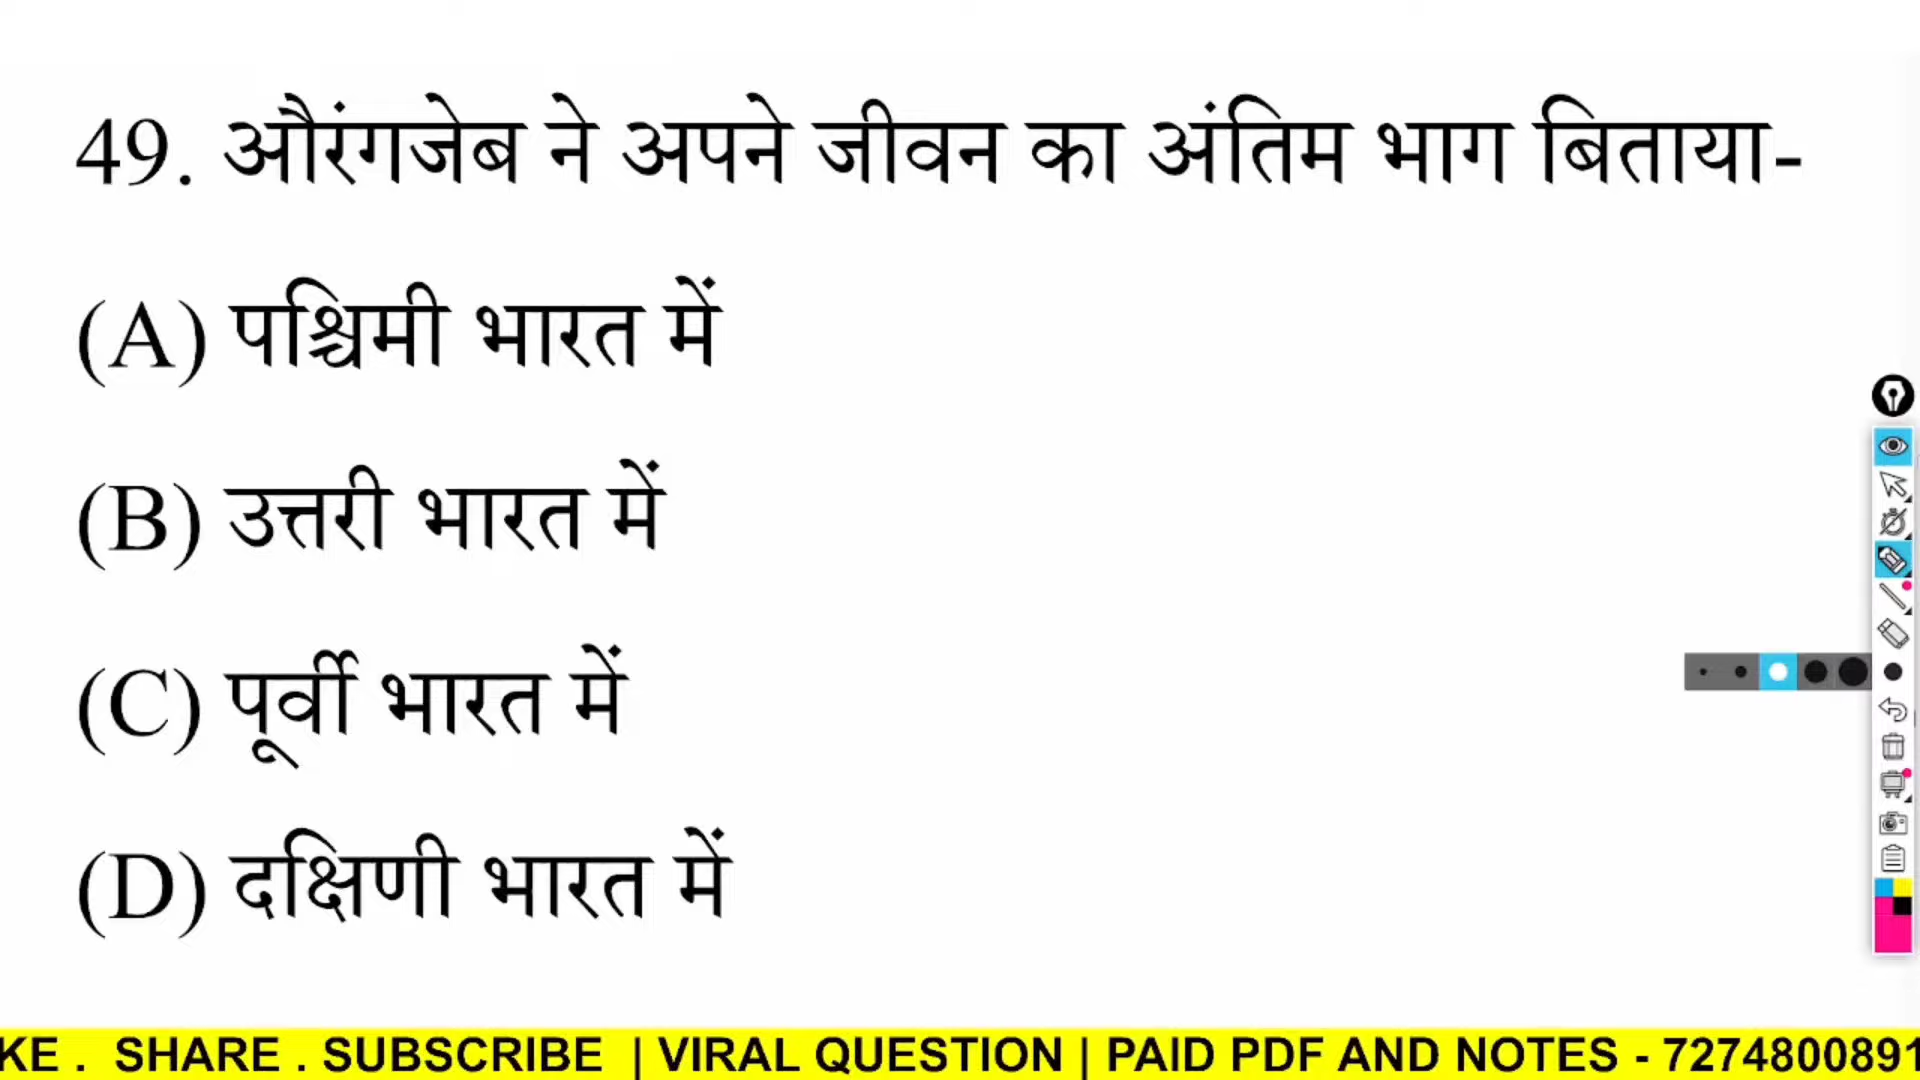 49. औरंगजेब ने अपने जीवन का अंतिम भाग बिताया-
(A) पश्चिमी भारत में
(B) उत्तरी भारत में
(C) पूर्वी भारत में
(D) दक्षिणी भारत में
KE . SHARE . SUBSCRIBE | VIRAL QUESTION | PAID PDF AND NOTES - 7274800891